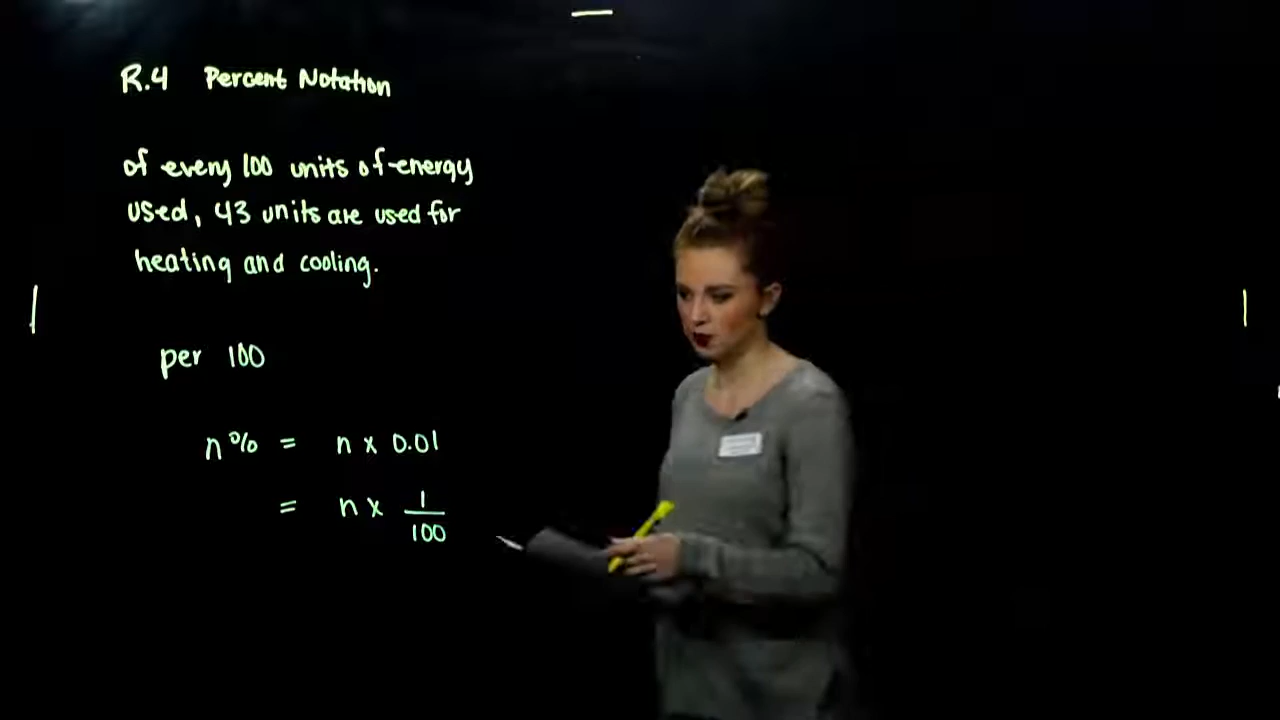 R.4 Percent Notation
of every 100 units of energy
used, 43 units are used for
heating and cooling.
per 100
n% = n x 0.01
= n x 1/100